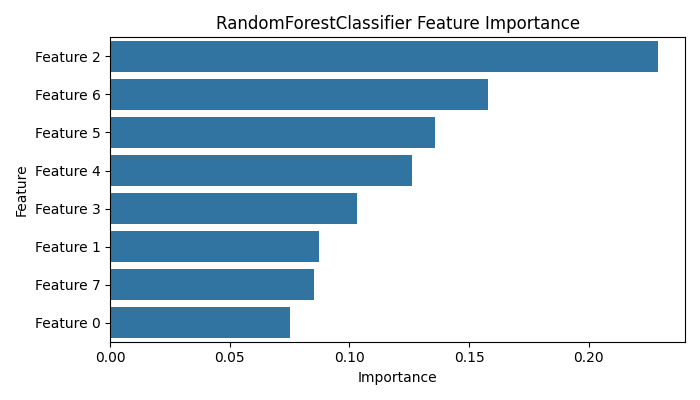 RandomForestClassifier Feature Importance
Feature 2
Feature 6
Feature 5
Feature 4
Feature 3
Feature 1
Feature 7
Feature 0
Feature
0.00 0.05 0.10 0.15 0.20
Importance